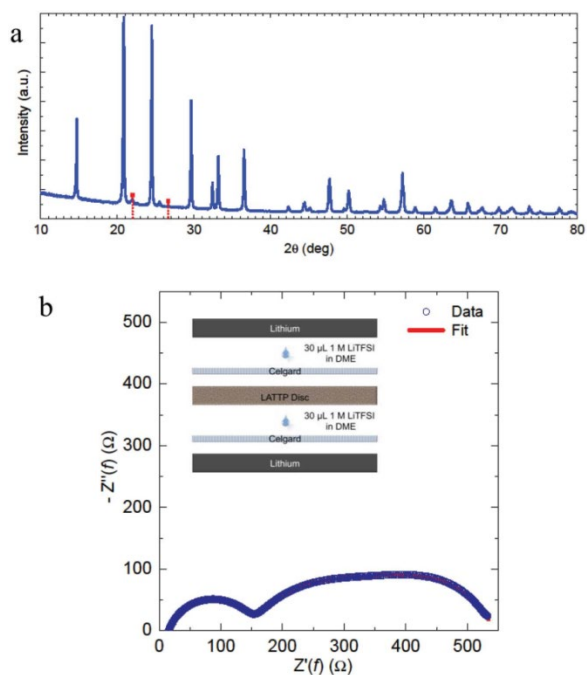 a
Intensity (a.u.)
10 20 30 40 50 60 70 80
2θ (deg)
b
- Z''(f) (Ω)
500
400
300
200
100
0
Data
Fit
Lithium
30 µL 1 M LiTFSI
in DME
Celgard
LATTP Disc
30 µL 1 M LiTFSI
in DME
Celgard
Lithium
0 100 200 300 400 500
Z'(f) (Ω)